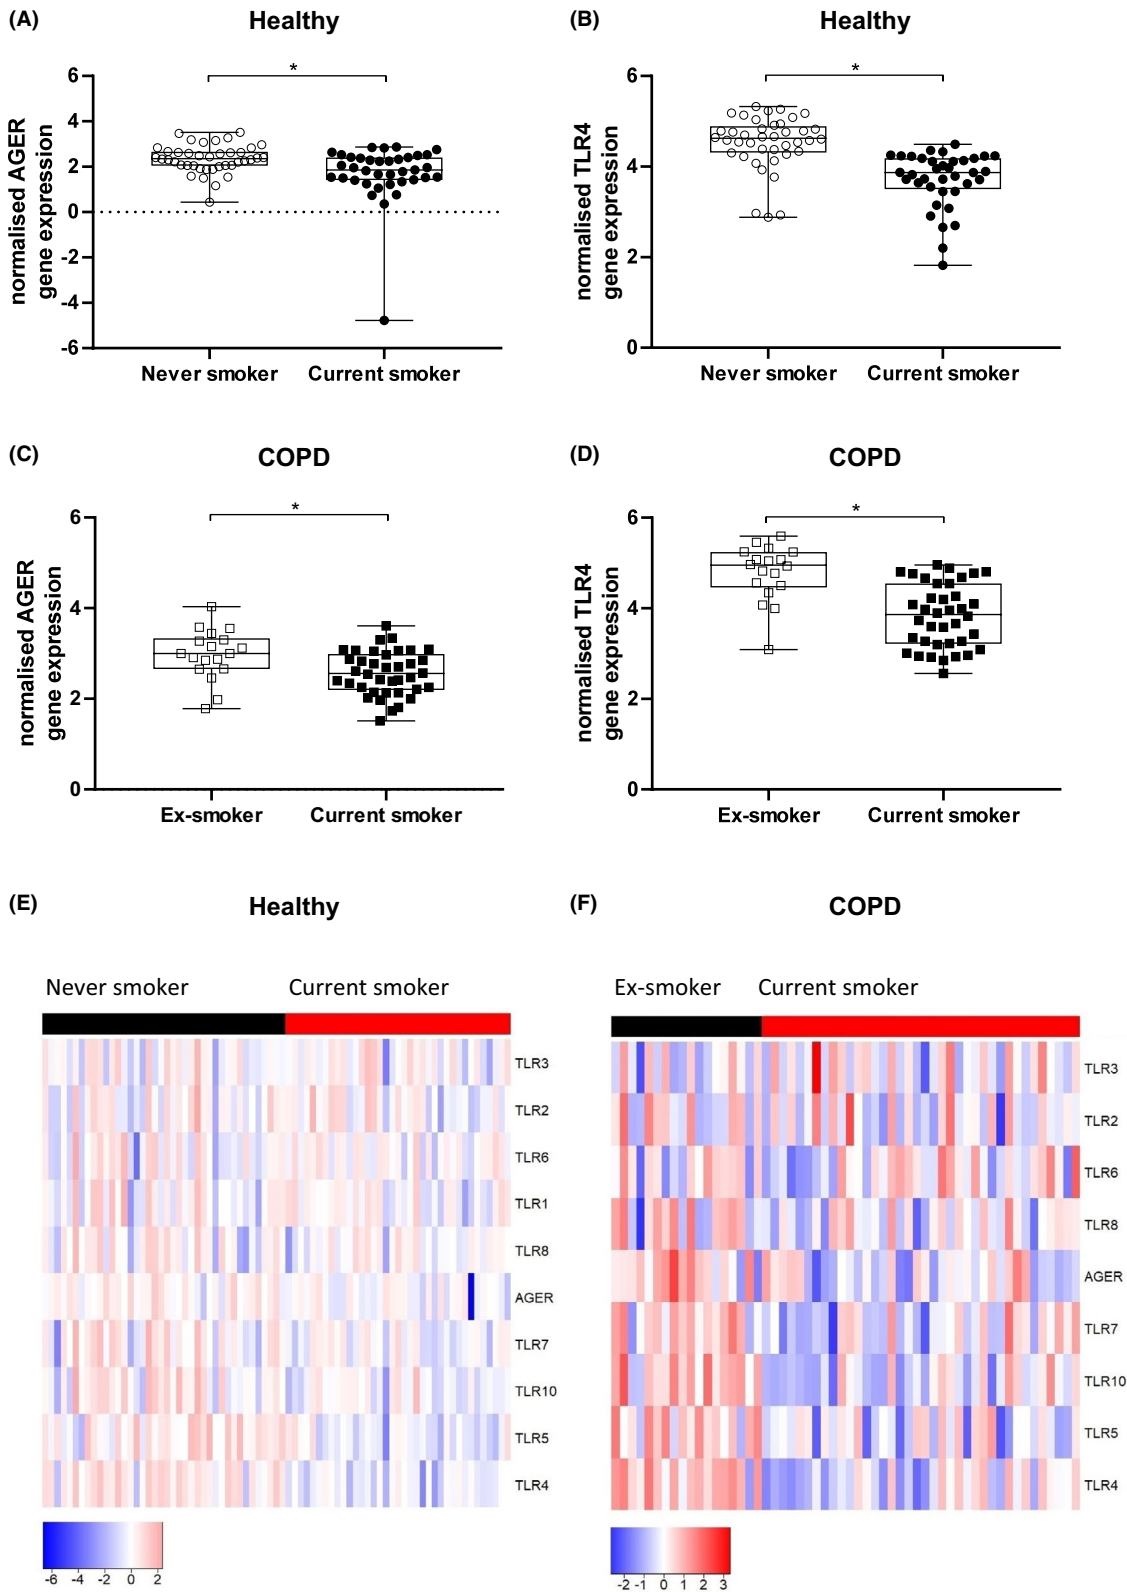 (A)
Healthy
*
normalised AGER
gene expression
6
4
2
0
-2
-4
-6
Never smoker
Current smoker
(B)
Healthy
*
normalised TLR4
gene expression
6
4
2
0
Never smoker
Current smoker
(C)
COPD
*
normalised AGER
gene expression
6
4
2
0
Ex-smoker
Current smoker
(D)
COPD
*
normalised TLR4
gene expression
6
4
2
0
Ex-smoker
Current smoker
(E)
Healthy
Never smoker
Current smoker
TLR3
TLR2
TLR6
TLR1
TLR8
AGER
TLR7
TLR10
TLR5
TLR4
-6 -4 -2 0 2
(F)
COPD
Ex-smoker
Current smoker
TLR3
TLR2
TLR6
TLR8
AGER
TLR7
TLR10
TLR5
TLR4
-2 -1 0 1 2 3